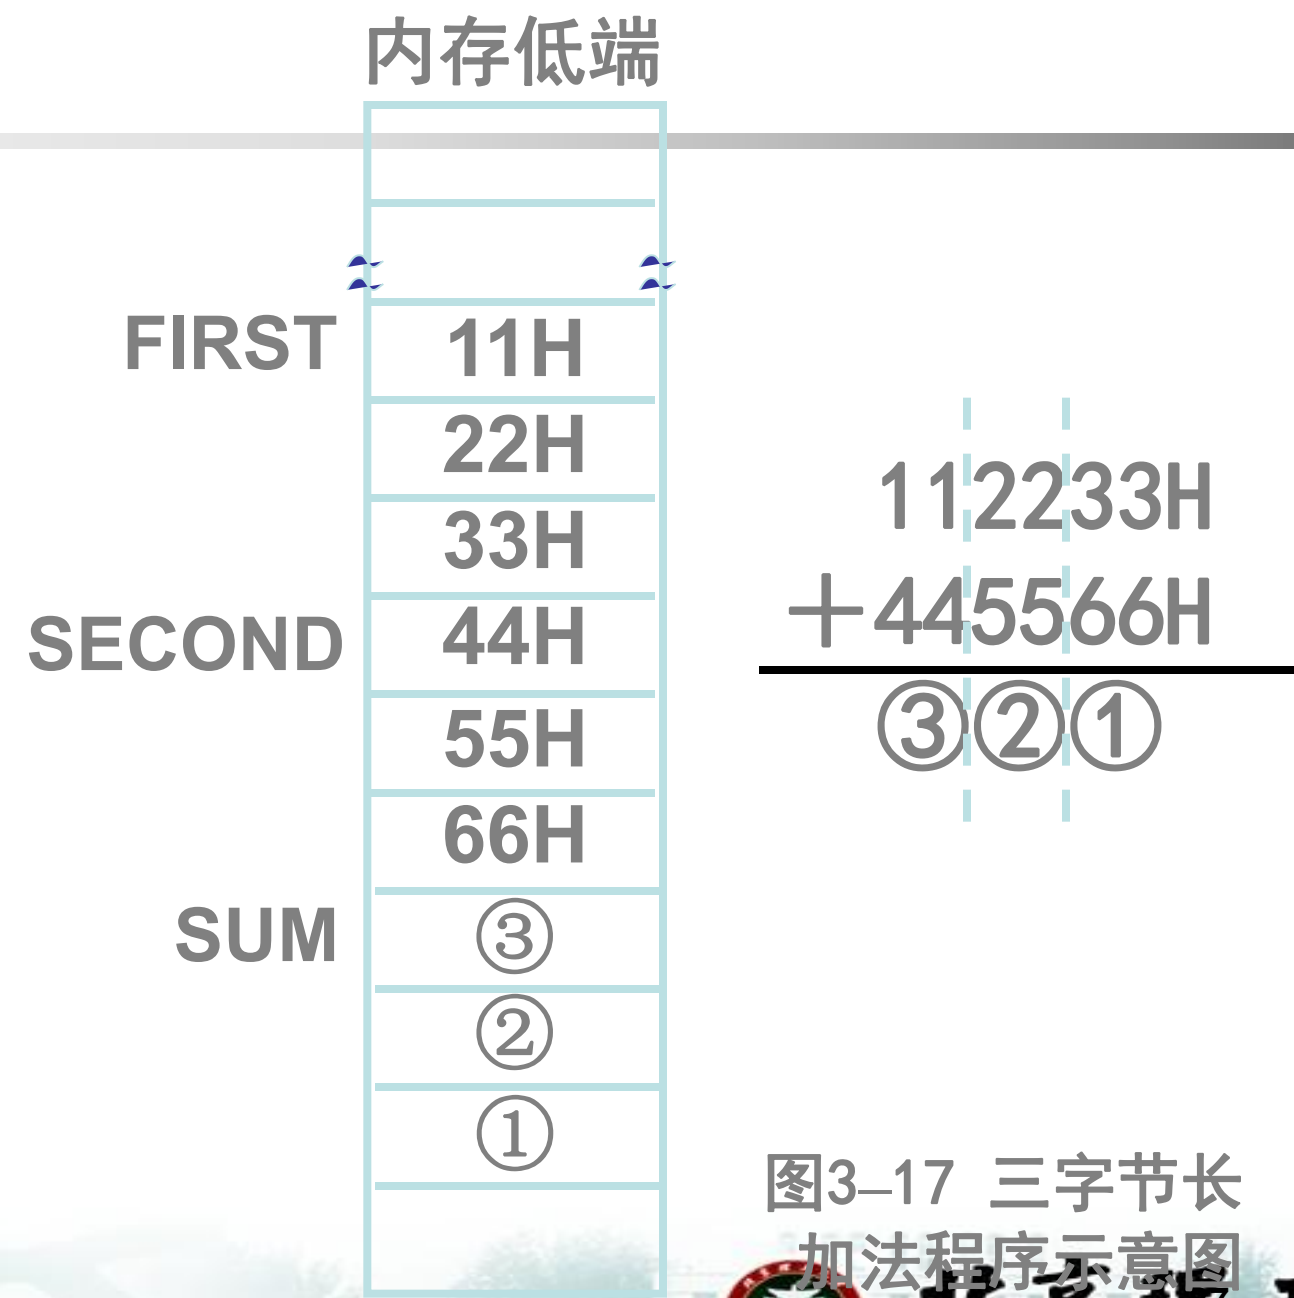 内存低端
FIRST
11H
22H
33H
SECOND
44H
55H
66H
SUM
③
②
①
112233H
＋445566H
③②①
图3–17 三字节长
加法程序示意图